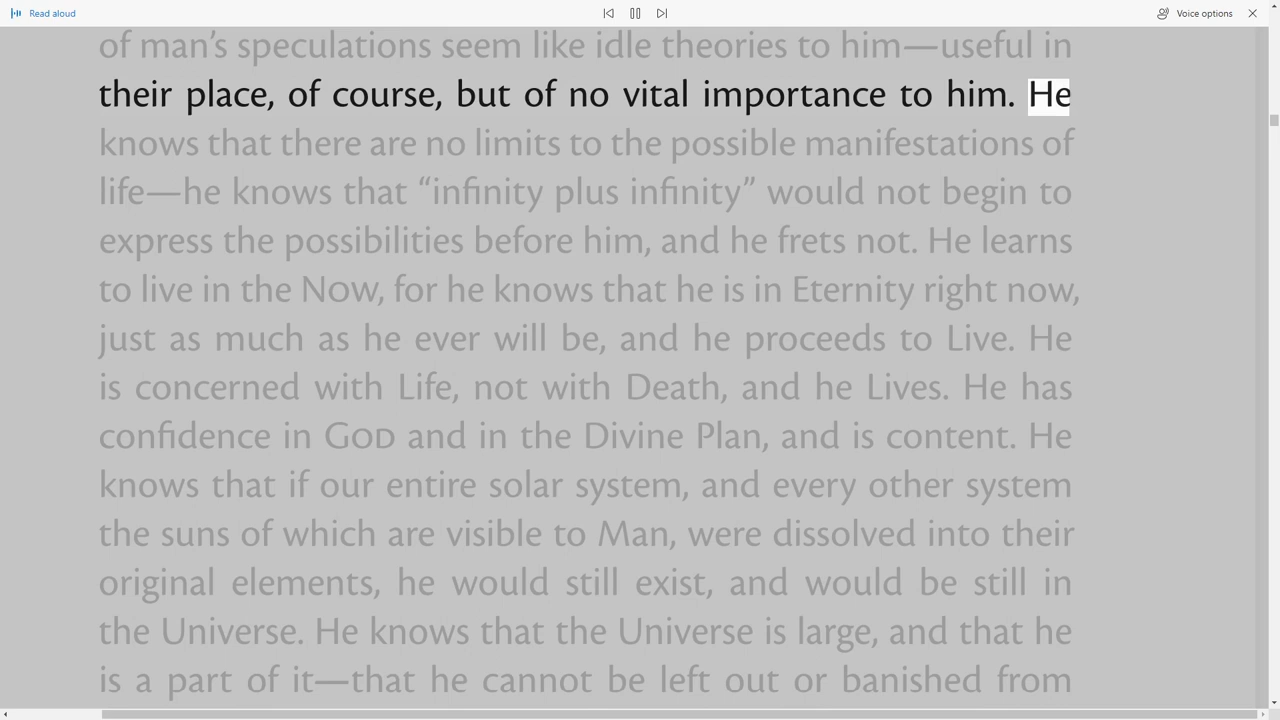 Read aloud
Voice options
of man’s speculations seem like idle theories to him—useful in
their place, of course, but of no vital importance to him. He
knows that there are no limits to the possible manifestations of
life—he knows that “infinity plus infinity” would not begin to
express the possibilities before him, and he frets not. He learns
to live in the NOW, for he knows that he is in Eternity right now,
just as much as he ever will be, and he proceeds to Live. He
is concerned with Life, not with Death, and he Lives. He has
confidence in GOD and in the Divine Plan, and is content. He
knows that if our entire solar system, and every other system
the suns of which are visible to Man, were dissolved into their
original elements, he would still exist, and would be still in
the Universe. He knows that the Universe is large, and that he
is a part of it—that he cannot be left out or banished from